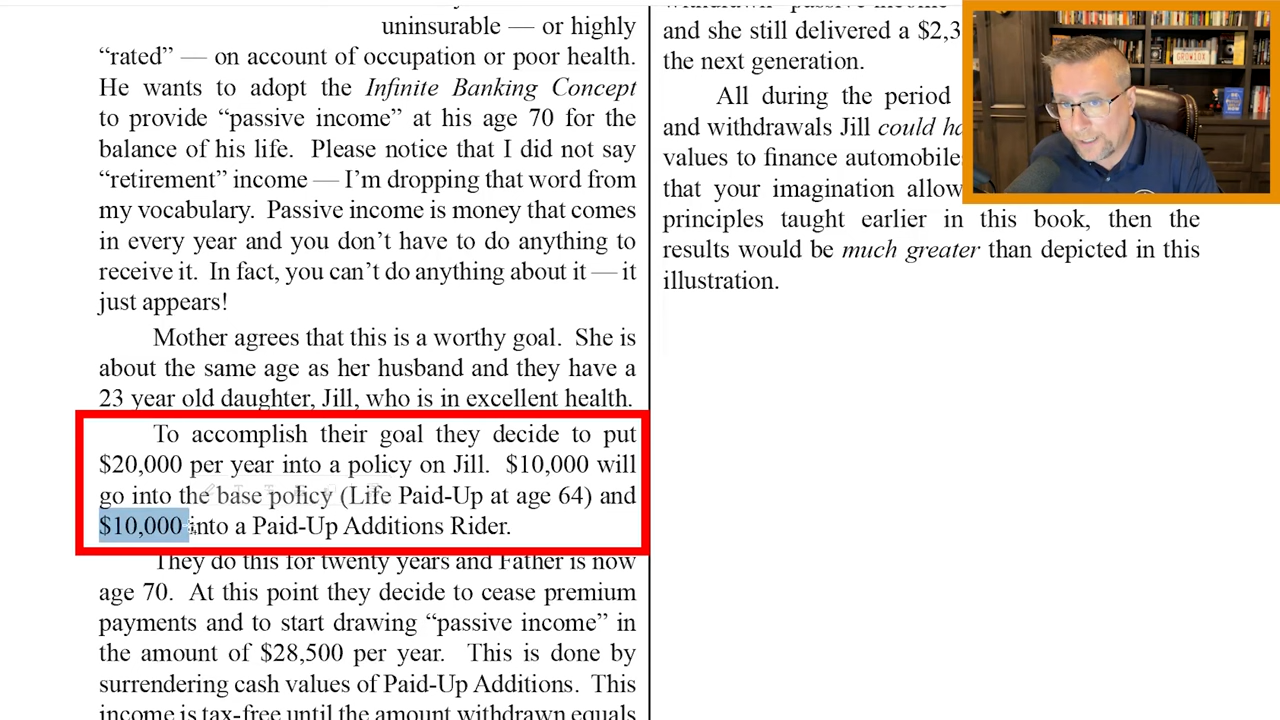 uninsurable — or highly
“rated” — on account of occupation or poor health.
He wants to adopt the Infinite Banking Concept
to provide “passive income” at his age 70 for the
balance of his life. Please notice that I did not say
“retirement” income — I’m dropping that word from
my vocabulary. Passive income is money that comes
in every year and you don’t have to do anything to
receive it. In fact, you can’t do anything about it — it
just appears!
Mother agrees that this is a worthy goal. She is
about the same age as her husband and they have a
23 year old daughter, Jill, who is in excellent health.
To accomplish their goal they decide to put
$20,000 per year into a policy on Jill. $10,000 will
go into the base policy (Life Paid-Up at age 64) and
$10,000 into a Paid-Up Additions Rider.
They do this for twenty years and Father is now
age 70. At this point they decide to cease premium
payments and to start drawing “passive income” in
the amount of $28,500 per year. This is done by
surrendering cash values of Paid-Up Additions. This
income is tax-free until the amount withdrawn equals
and she still delivered a $2,3
the next generation.
All during the period
and withdrawals Jill could ha
values to finance automobile
that your imagination allow
principles taught earlier in this book, then the
results would be much greater than depicted in this
illustration.